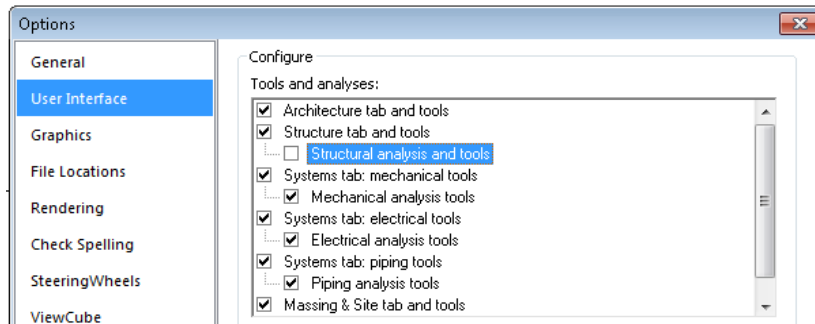 Options
General
User Interface
Graphics
File Locations
Rendering
Check Spelling
SteeringWheels
ViewCube
Configure
Tools and analyses:
Architecture tab and tools
Structure tab and tools
Structural analysis and tools
Systems tab: mechanical tools
Mechanical analysis tools
Systems tab: electrical tools
Electrical analysis tools
Systems tab: piping tools
Piping analysis tools
Massing & Site tab and tools